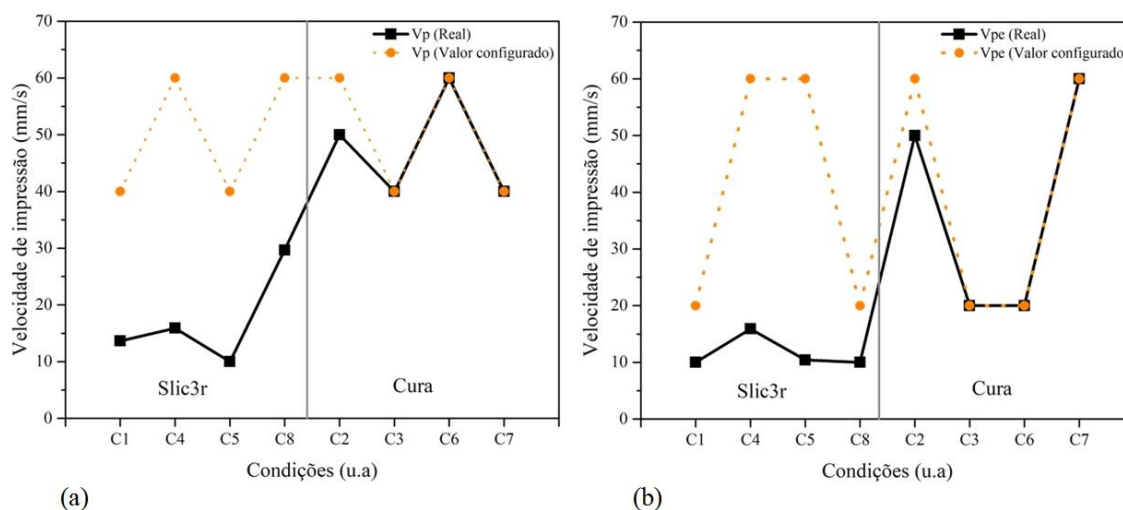 70
60
50
40
30
20
10
0
Velocidade de impressão (mm/s)
Vp (Real)
Vp (Valor configurado)
Slic3r
Cura
C1 C4 C5 C8 C2 C3 C6 C7
Condições (u.a)
(a)
70
60
50
40
30
20
10
0
Velocidade de impressão (mm/s)
Vpe (Real)
Vpe (Valor configurado)
Slic3r
Cura
C1 C4 C5 C8 C2 C3 C6 C7
Condições (u.a)
(b)